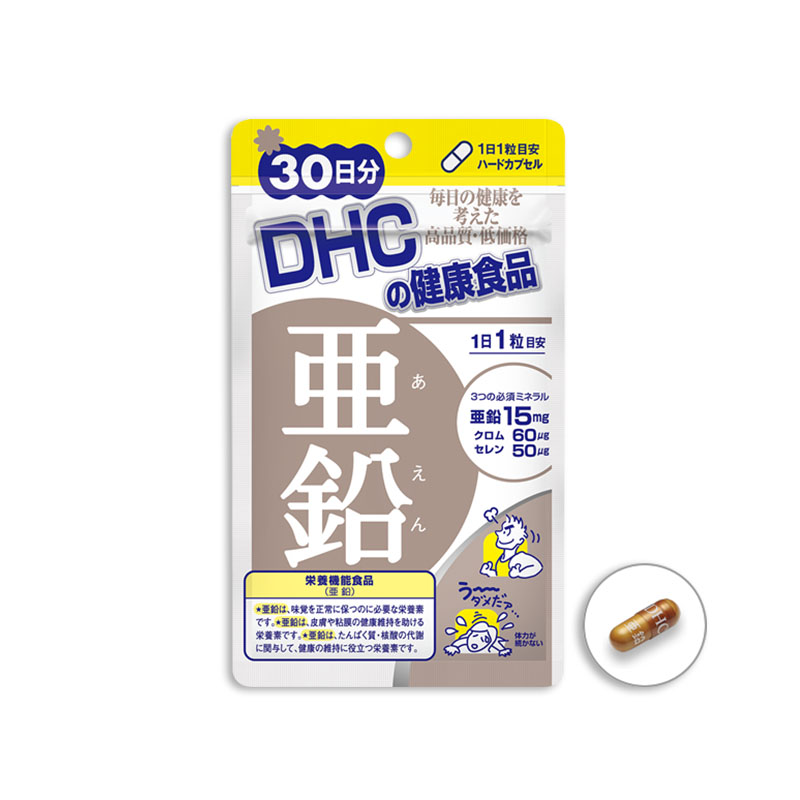 30日分
1日1粒目安
ハードカプセル
毎日の健康を
考えた
高品質・低価格
DHC
の健康食品
亜鉛
あえん
1日1粒目安
3つの必須ミネラル
亜鉛15mg
クロム 60μg
セレン 50μg
栄養機能食品
(亜鉛)
★亜鉛は、味覚を正常に保つのに必要な栄養素
です。★亜鉛は、皮膚や粘膜の健康維持を助ける
栄養素です。★亜鉛は、たんぱく質・核酸の代謝
に関与して、健康の維持に役立つ栄養素です。
う〜〜
ダメだァ…
体力が
続かない
DHC
亜鉛